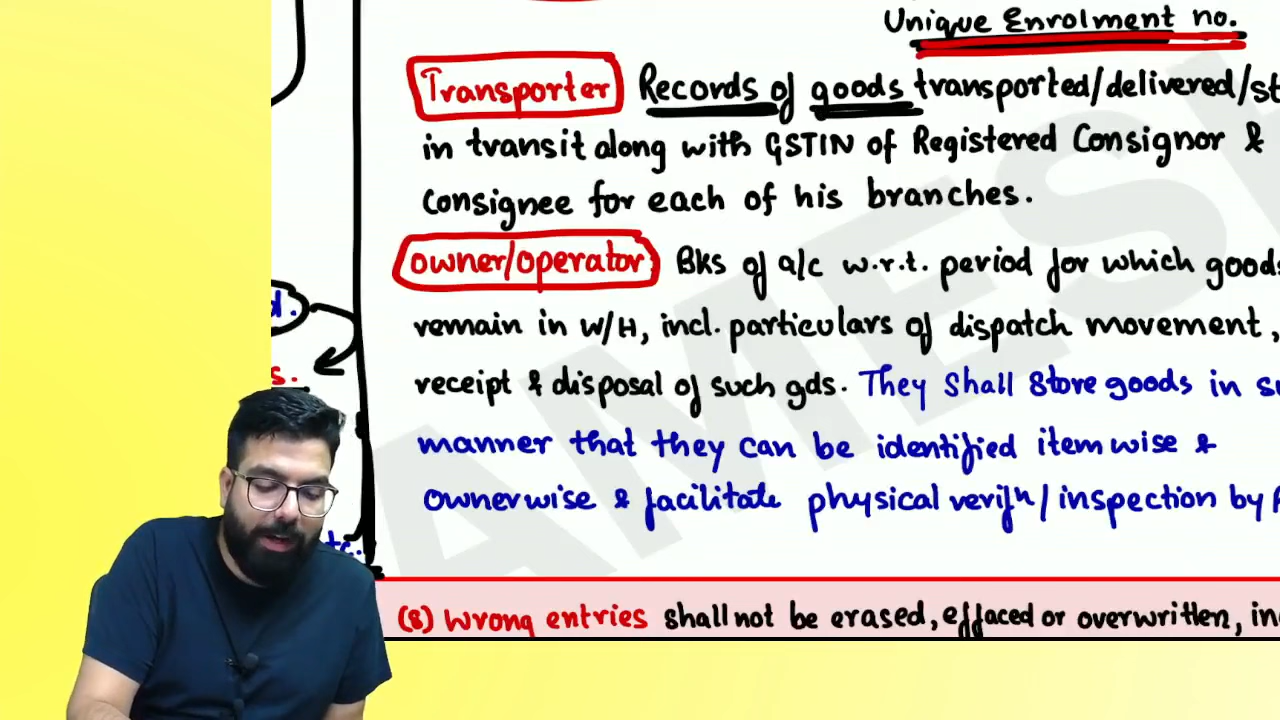 Unique Enrolment no.
Transporter Records of goods transported/delivered/st
in transit along with GSTIN of Registered Consignor &
consignee for each of his branches.
owner/operator Bks of a/c w.r.t. period for which goods
remain in W/H, incl. particulars of dispatch movement,
receipt & disposal of such gds. They shall store goods in su
manner that they can be identified itemwise &
ownerwise & facilitate physical verifⁿ/inspection by P
(8) Wrong entries shall not be erased, effaced or overwritten, in
d.
s.
tc.
AMESH